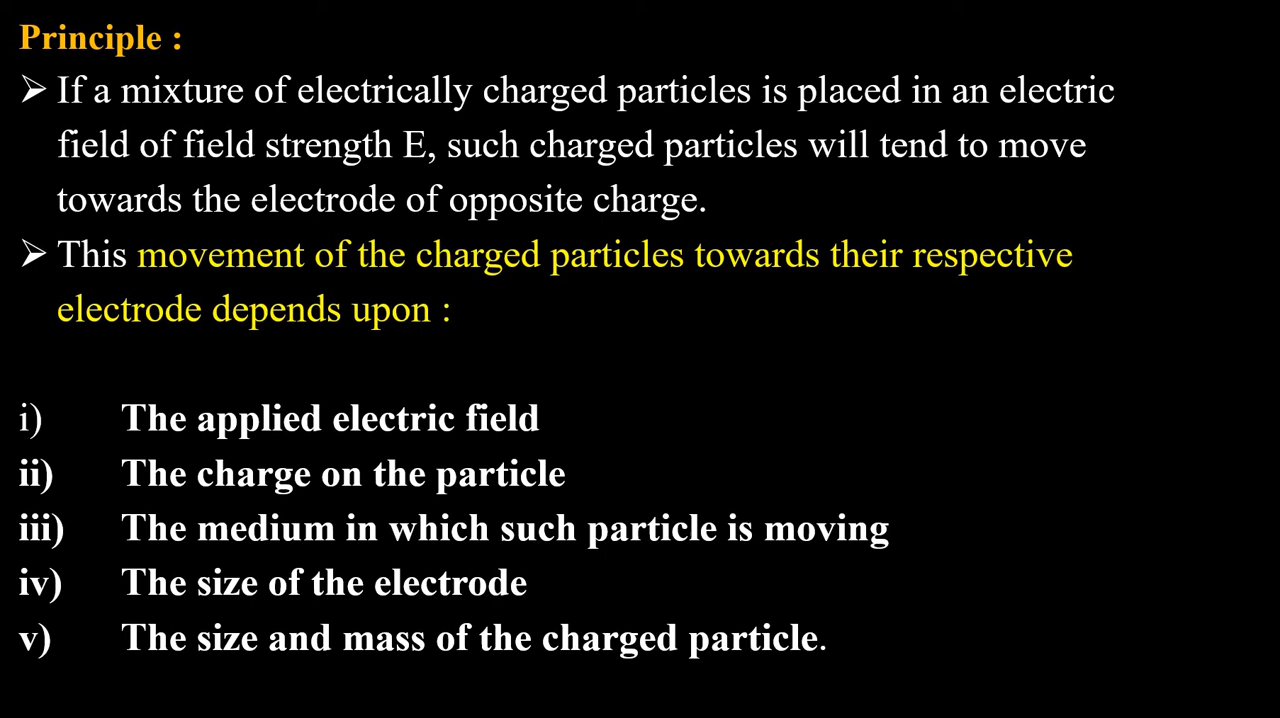 Principle :
➢ If a mixture of electrically charged particles is placed in an electric
field of field strength E, such charged particles will tend to move
towards the electrode of opposite charge.
➢ This movement of the charged particles towards their respective
electrode depends upon :
i) The applied electric field
ii) The charge on the particle
iii) The medium in which such particle is moving
iv) The size of the electrode
v) The size and mass of the charged particle.